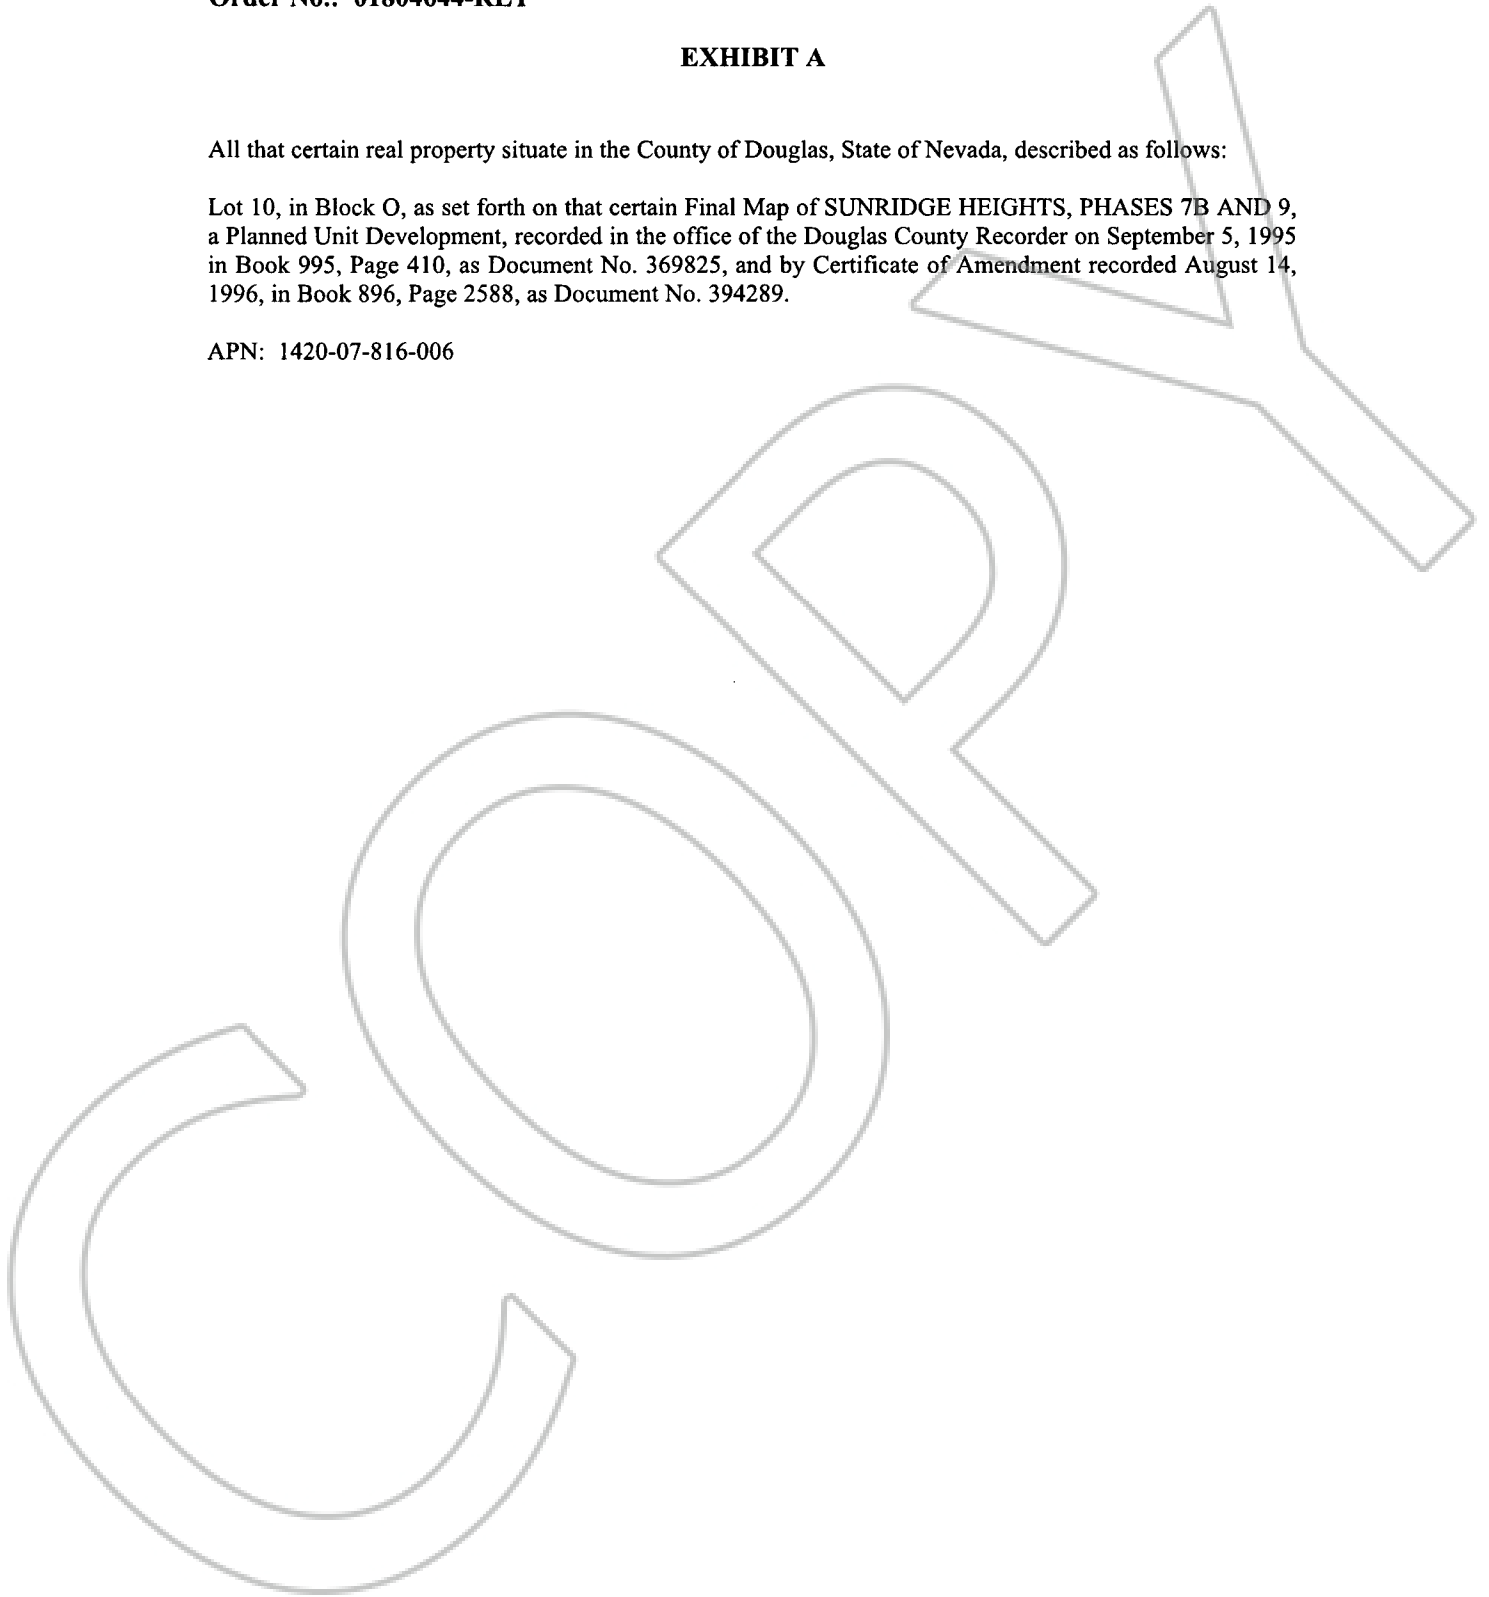 Order No.: 01804644-RLT
EXHIBIT A
All that certain real property situate in the County of Douglas, State of Nevada, described as follows:
Lot 10, in Block O, as set forth on that certain Final Map of SUNRIDGE HEIGHTS, PHASES 7B AND 9,
a Planned Unit Development, recorded in the office of the Douglas County Recorder on September 5, 1995
in Book 995, Page 410, as Document No. 369825, and by Certificate of Amendment recorded August 14,
1996, in Book 896, Page 2588, as Document No. 394289.
APN: 1420-07-816-006
COPY